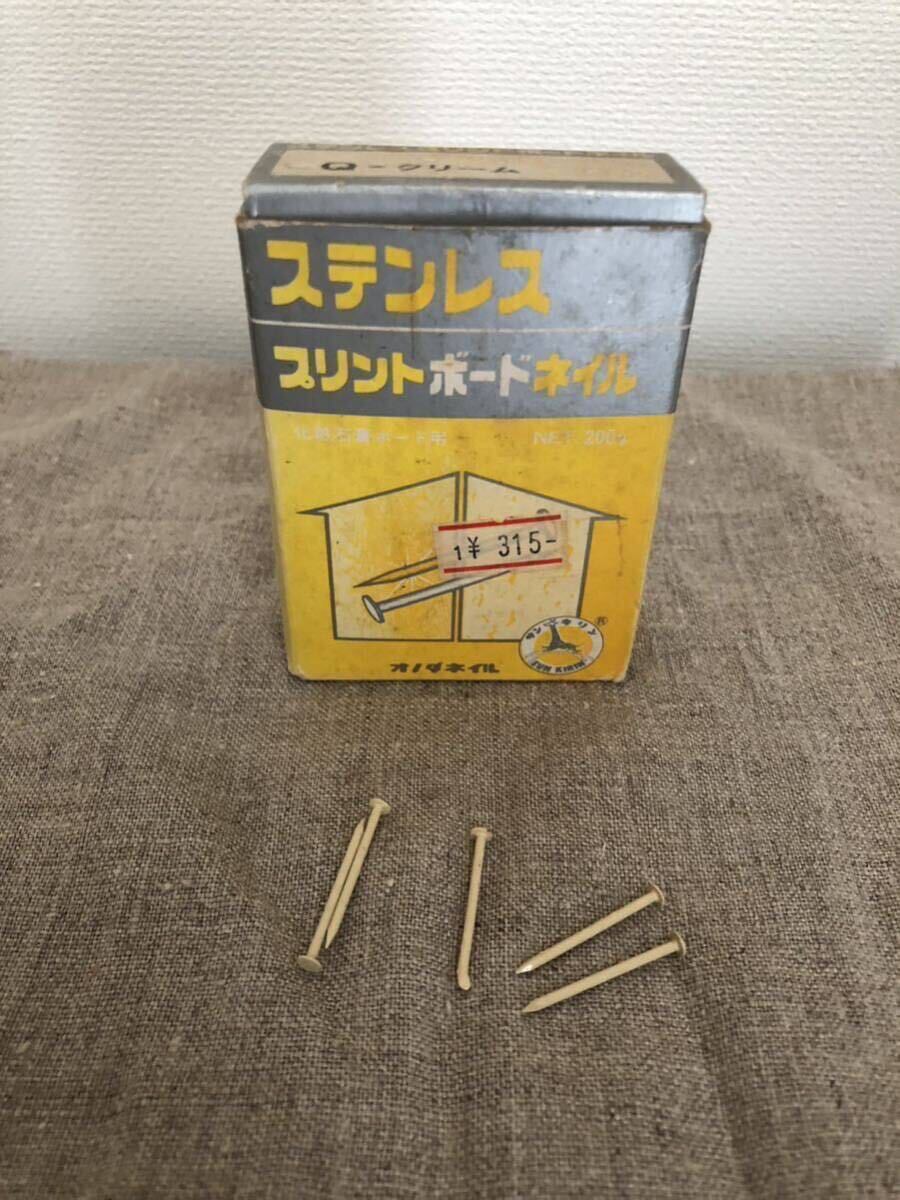 Q-クリーム
ステンレス
プリントボードネイル
化粧石膏ボード用 NET 200g
1¥ 315-
サンキリン ®
SUN KIRIN
オノダネイル